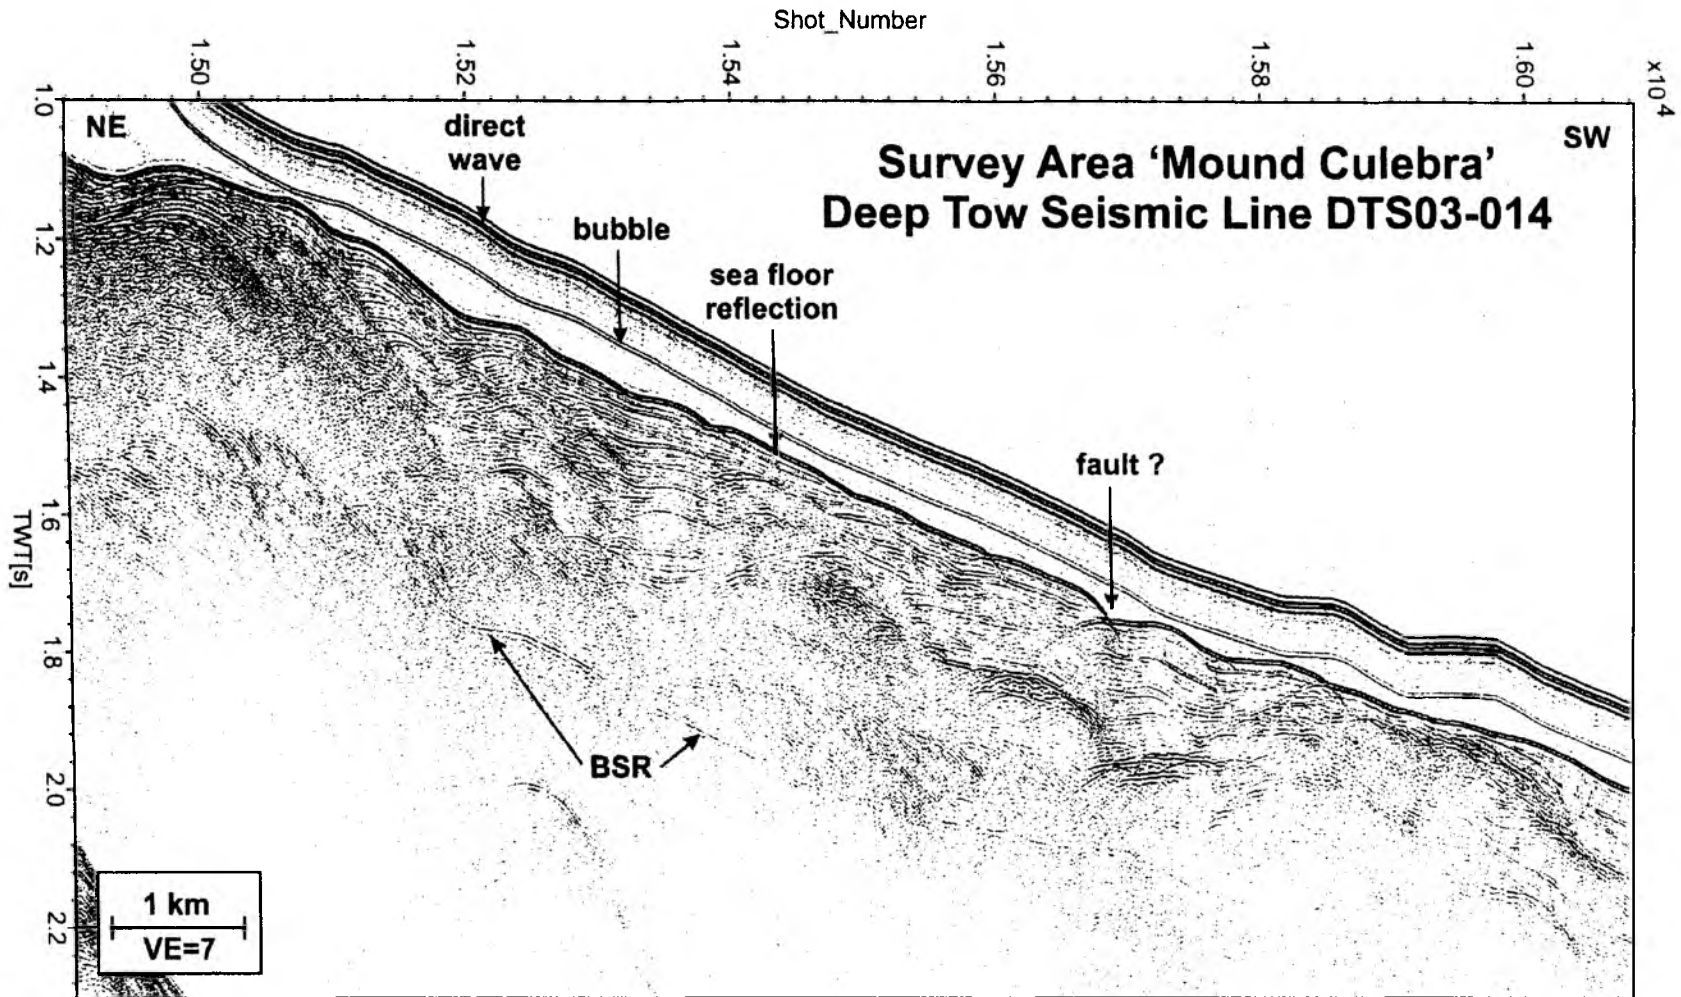 Shot_Number
1.50 1.52 1.54 1.56 1.58 1.60 x10⁴
1.0
NE
SW
direct
wave
Survey Area ‘Mound Culebra’
Deep Tow Seismic Line DTS03-014
bubble
1.2
sea floor
reflection
1.4
fault ?
1.6
TWT[s]
1.8
BSR
2.0
1 km
VE=7
2.2